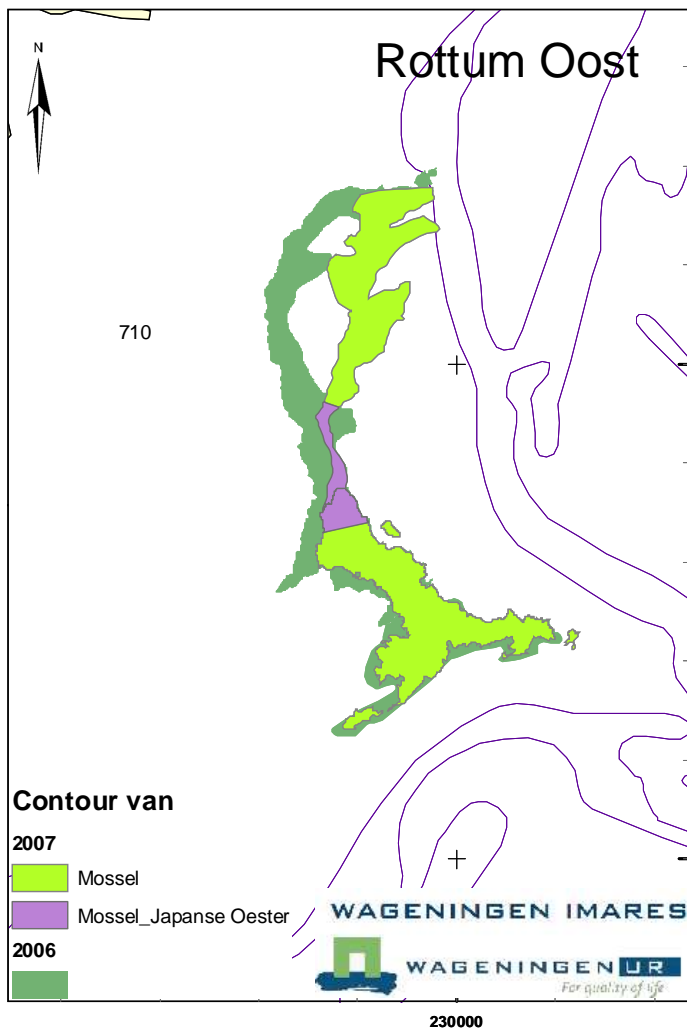 Rottum Oost
N
710
Contour van
2007
Mossel
Mossel_Japanse Oester
2006
WAGENINGEN IMARES
WAGENINGEN UR
For quality of life
230000